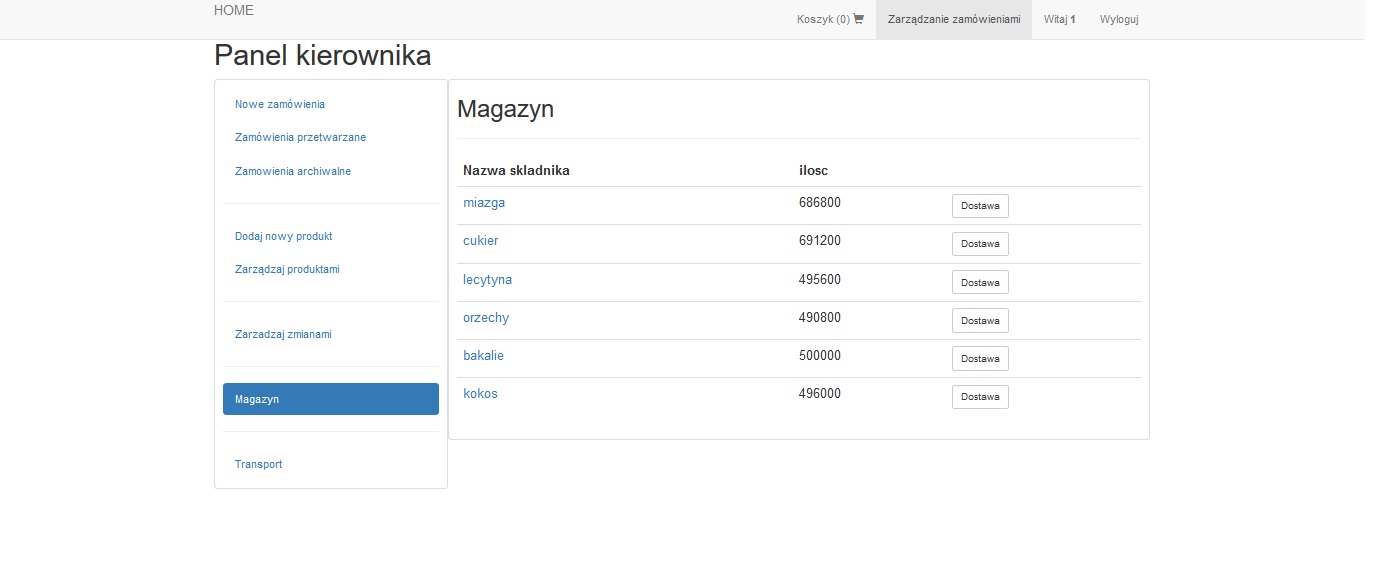 HOME
Koszyk (0) Zarządzanie zamówieniami Witaj 1 Wyloguj
Panel kierownika
Nowe zamówienia
Zamówienia przetwarzane
Zamowienia archiwalne
Dodaj nowy produkt
Zarządzaj produktami
Zarzadzaj zmianami
Magazyn
Transport
Magazyn
Nazwa skladnika ilosc
miazga 686800 Dostawa
cukier 691200 Dostawa
lecytyna 495600 Dostawa
orzechy 490800 Dostawa
bakalie 500000 Dostawa
kokos 496000 Dostawa